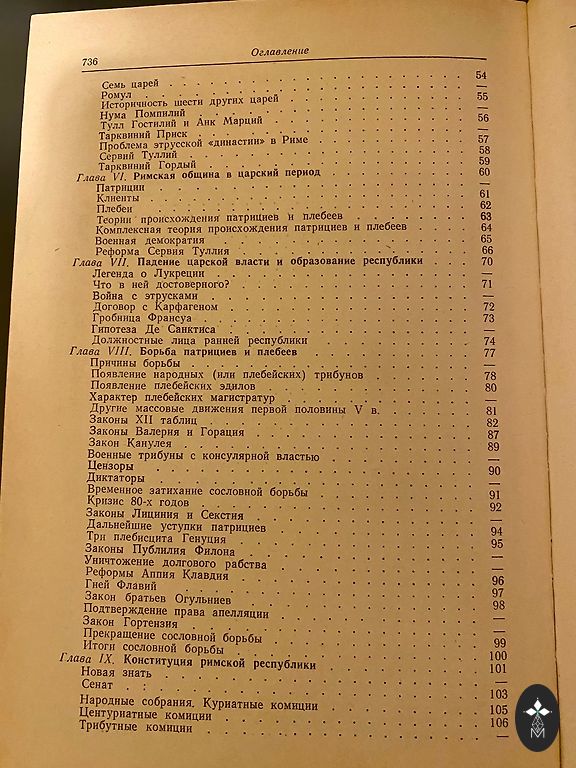 736 Оглавление
Семь царей . . . 54
Ромул . . . —
Историчность шести других царей . . . 55
Нума Помпилий . . . —
Тулл Гостилий и Анк Марций . . . 56
Тарквиний Приск . . . —
Проблема этрусской «династии» в Риме . . . 57
Сервий Туллий . . . 58
Тарквиний Гордый . . . 59
Глава VI. Римская община в царский период . . . 60
Патриции . . . —
Клиенты . . . 61
Плебеи . . . 62
Теории происхождения патрициев и плебеев . . . 63
Комплексная теория происхождения патрициев и плебеев . . . 64
Военная демократия . . . 65
Реформа Сервия Туллия . . . 66
Глава VII. Падение царской власти и образование республики . . . 70
Легенда о Лукреции . . . —
Что в ней достоверного? . . . 71
Война с этрусками . . . —
Договор с Карфагеном . . . 72
Гробница Франсуа . . . 73
Гипотеза Де Санктиса . . . —
Должностные лица ранней республики . . . 74
Глава VIII. Борьба патрициев и плебеев . . . 77
Причины борьбы . . . —
Появление народных (или плебейских) трибунов . . . 78
Появление плебейских эдилов . . . 80
Характер плебейских магистратур . . . —
Другие массовые движения первой половины V в. . . . 81
Законы XII таблиц . . . 82
Законы Валерия и Горация . . . 87
Закон Канулея . . . 89
Военные трибуны с консулярной властью . . . —
Цензоры . . . 90
Диктаторы . . . —
Временное затихание сословной борьбы . . . 91
Кризис 80-х годов . . . 92
Законы Лициния и Секстия . . . —
Дальнейшие уступки патрициев . . . 94
Три плебисцита Генуция . . . 95
Законы Публилия Филона . . . —
Уничтожение долгового рабства . . . —
Реформы Аппия Клавдия . . . 96
Гней Флавий . . . 97
Закон братьев Огульниев . . . 98
Подтверждение права апелляции . . . —
Закон Гортензия . . . —
Прекращение сословной борьбы . . . 99
Итоги сословной борьбы . . . 100
Глава IX. Конституция римской республики . . . 101
Новая знать . . . —
Сенат . . . 103
Народные собрания. Куриатные комиции . . . 105
Центуриатные комиции . . . 106
Трибутные комиции . . . —
M